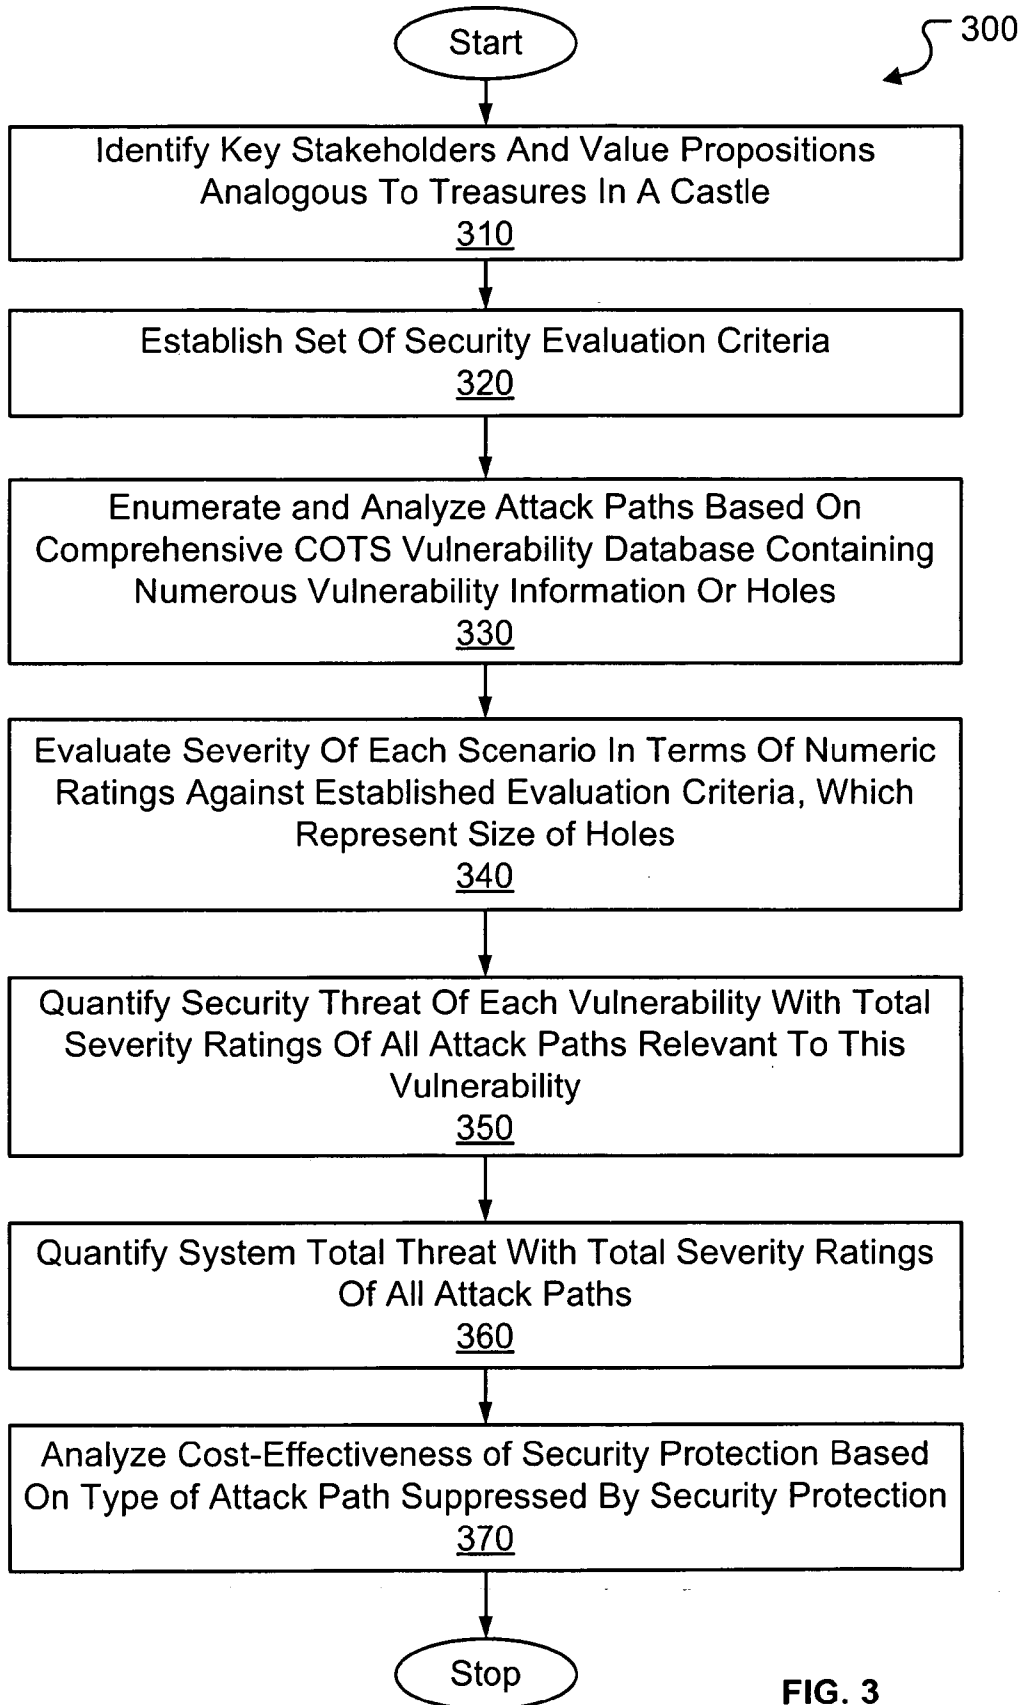 Start
300
Identify Key Stakeholders And Value Propositions
Analogous To Treasures In A Castle
310
Establish Set Of Security Evaluation Criteria
320
Enumerate and Analyze Attack Paths Based On
Comprehensive COTS Vulnerability Database Containing
Numerous Vulnerability Information Or Holes
330
Evaluate Severity Of Each Scenario In Terms Of Numeric
Ratings Against Established Evaluation Criteria, Which
Represent Size of Holes
340
Quantify Security Threat Of Each Vulnerability With Total
Severity Ratings Of All Attack Paths Relevant To This
Vulnerability
350
Quantify System Total Threat With Total Severity Ratings
Of All Attack Paths
360
Analyze Cost-Effectiveness of Security Protection Based
On Type of Attack Path Suppressed By Security Protection
370
Stop
FIG. 3